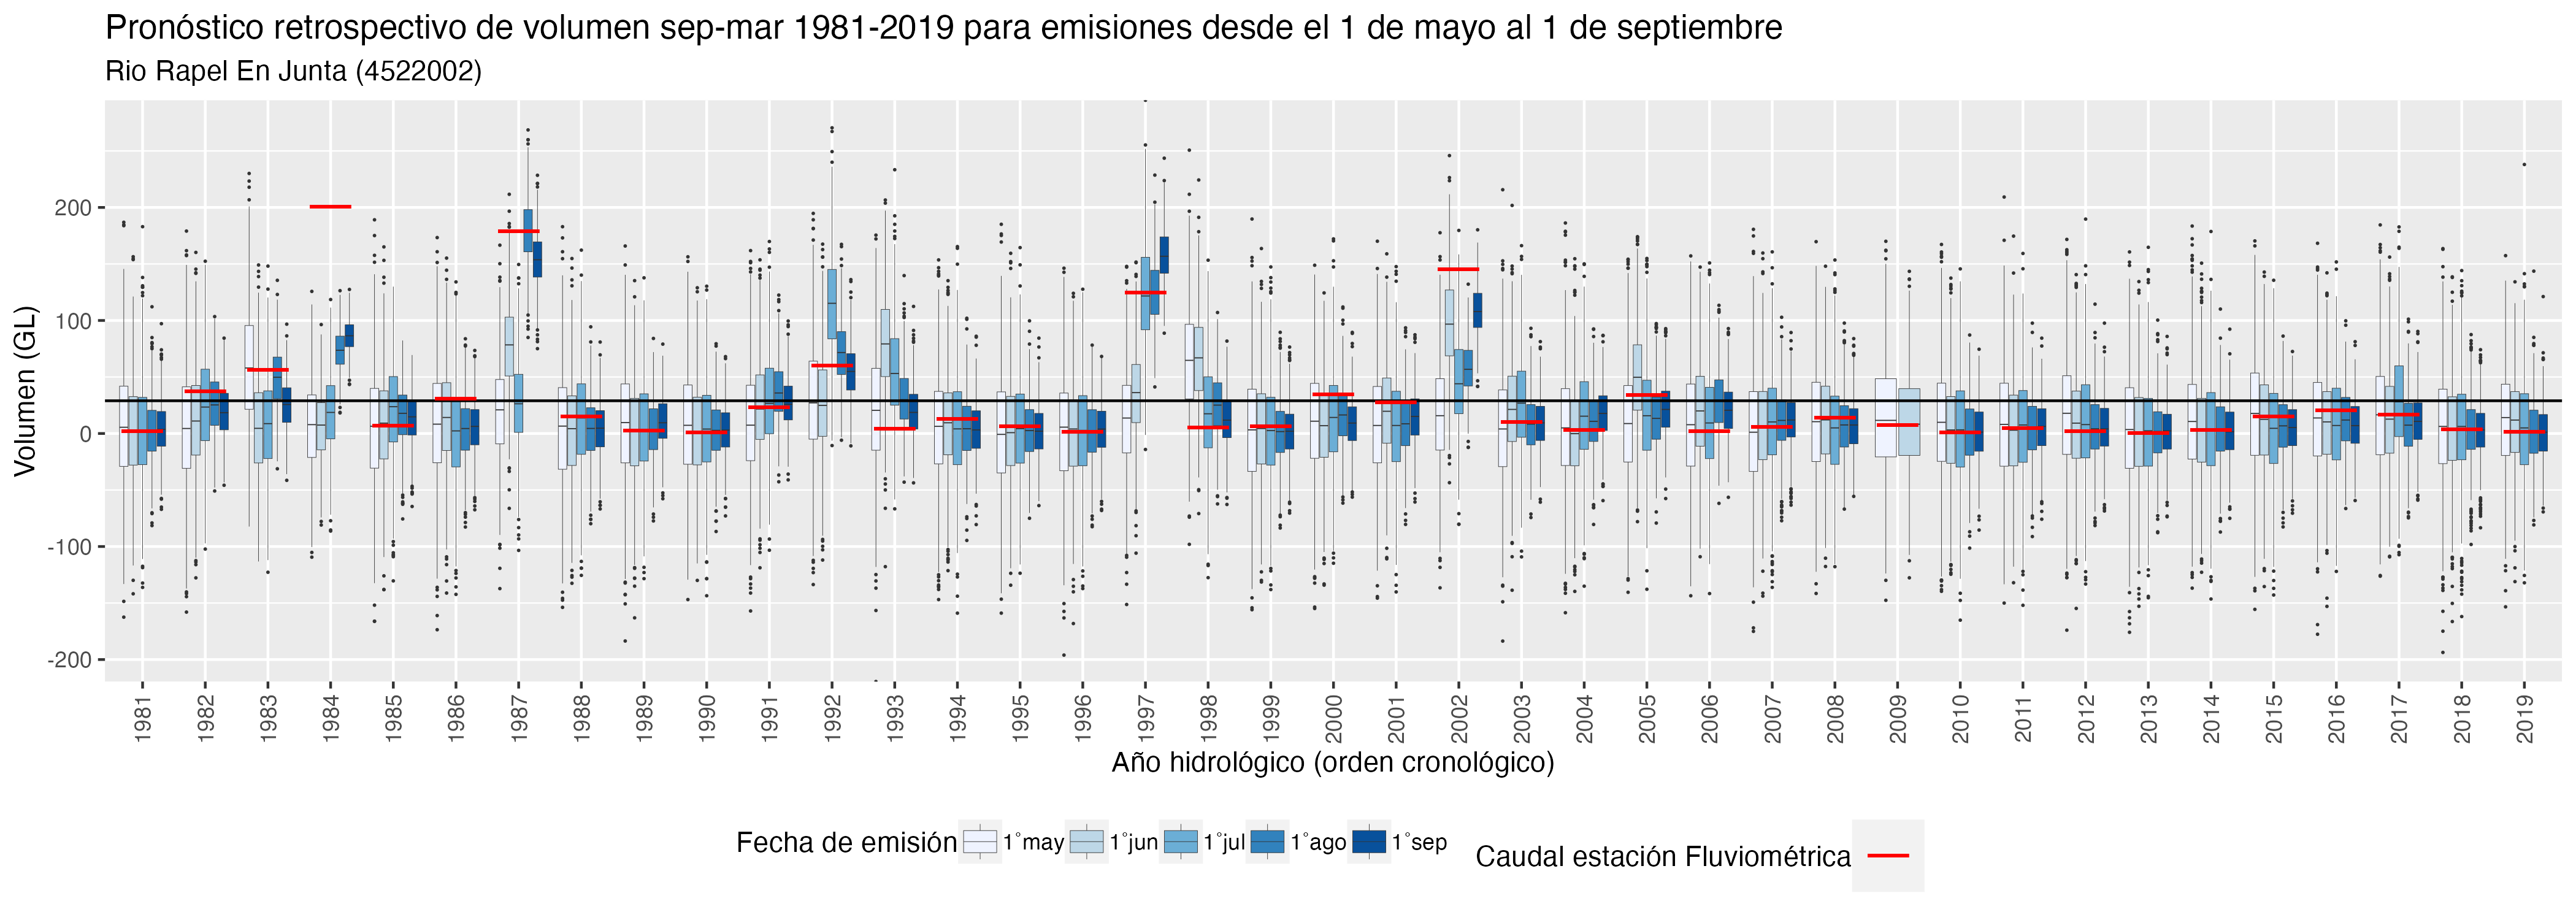 Pronóstico retrospectivo de volumen sep-mar 1981-2019 para emisiones desde el 1 de mayo al 1 de septiembre
Rio Rapel En Junta (4522002)
Volumen (GL)
200
100
0
-100
-200
1981 1982 1983 1984 1985 1986 1987 1988 1989 1990 1991 1992 1993 1994 1995 1996 1997 1998 1999 2000 2001 2002 2003 2004 2005 2006 2007 2008 2009 2010 2011 2012 2013 2014 2015 2016 2017 2018 2019
Año hidrológico (orden cronológico)
Fecha de emisión 1°may 1°jun 1°jul 1°ago 1°sep
Caudal estación Fluviométrica